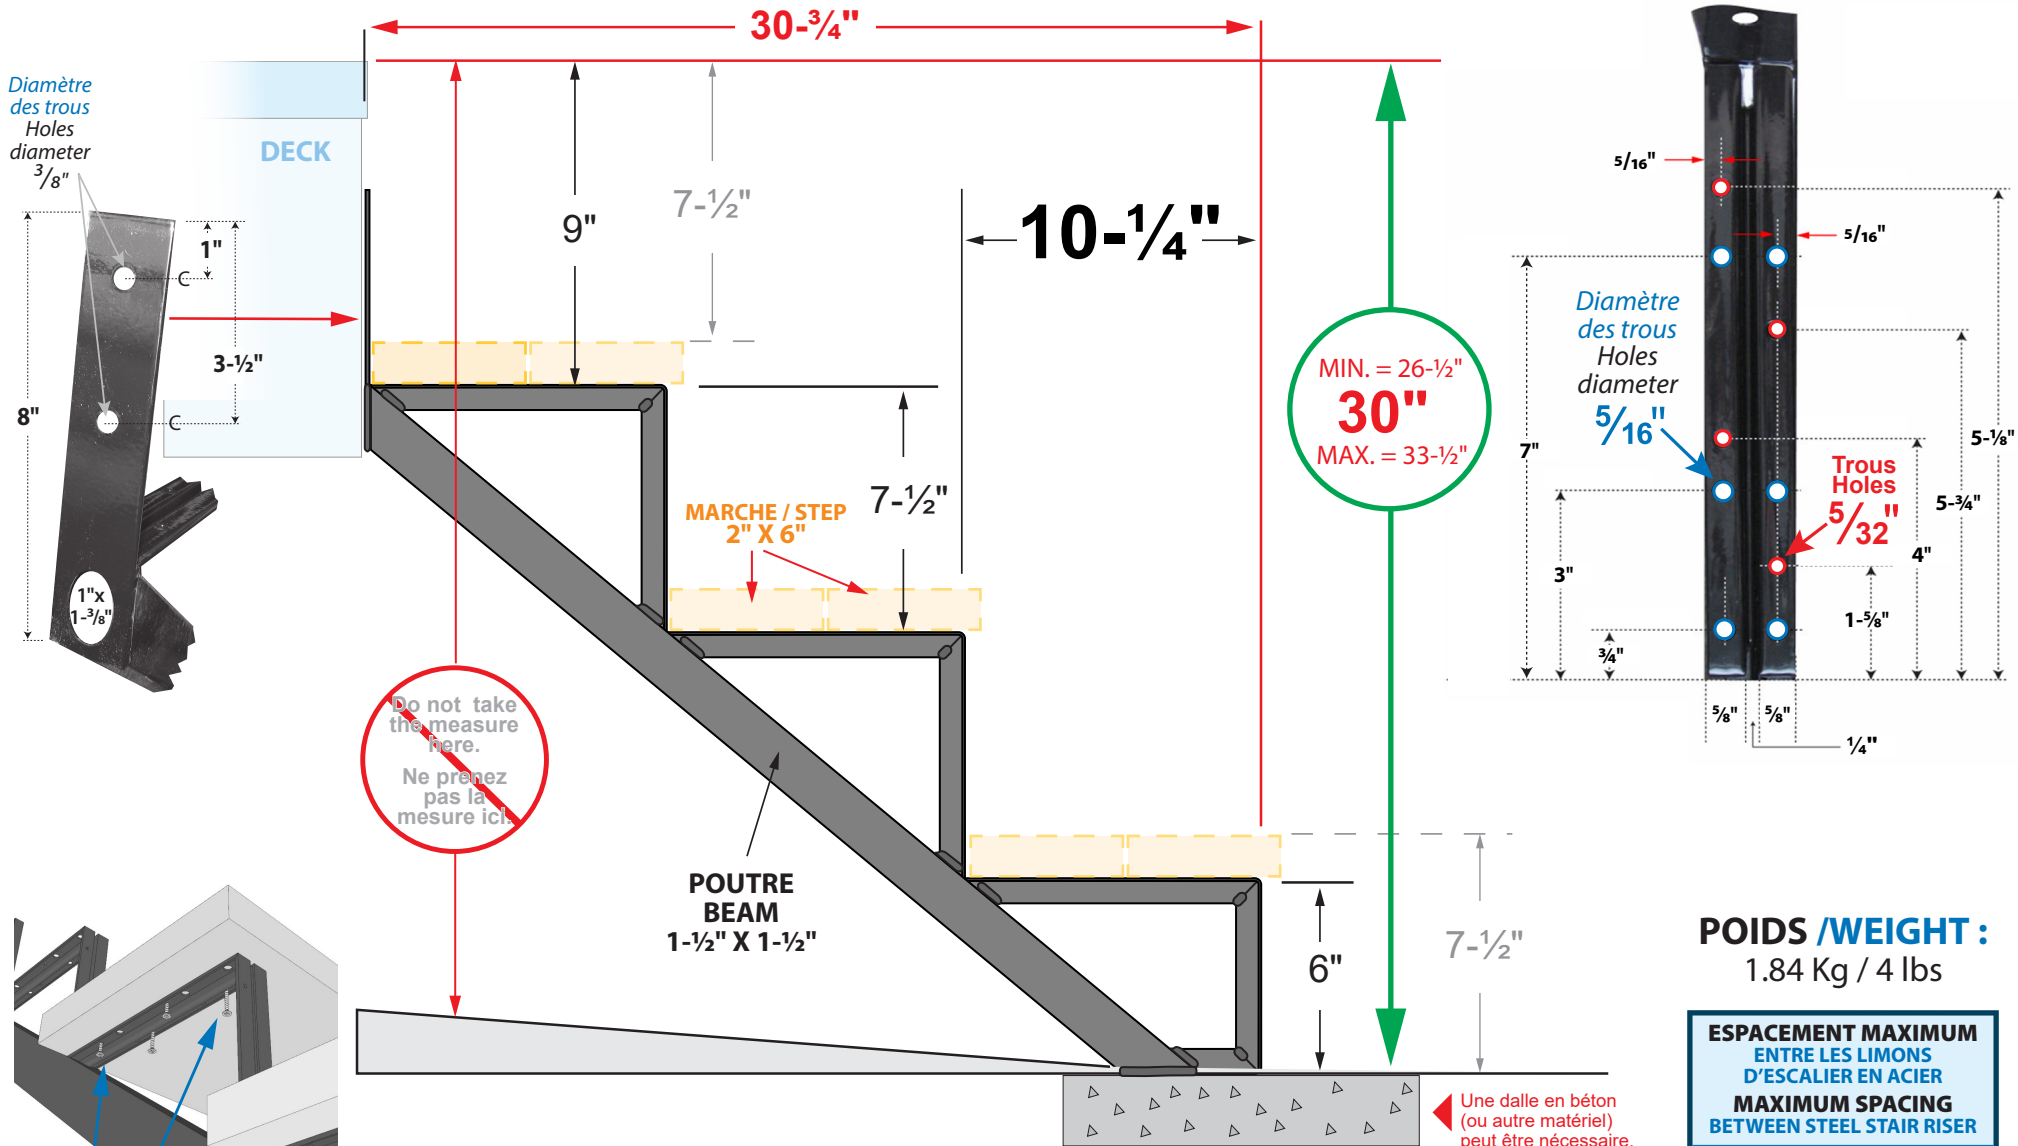 30-¾"
Diamètre
des trous
Holes
diameter
3/8"
DECK
1"
C
3-½"
8"
C
1"x
1-3/8"
9"
7-½"
10-¼"
MIN. = 26-½"
30"
MAX. = 33-½"
7-½"
MARCHE / STEP
2" X 6"
Do not take
the measure
here.
Ne prenez
pas la
mesure ici.
POUTRE
BEAM
1-½" X 1-½"
6"
7-½"
5/16"
5/16"
Diamètre
des trous
Holes
diameter
5/16"
Trous
Holes
5/32"
7"
3"
¾"
1-5/8"
4"
5-¾"
5-1/8"
5/8"
5/8"
¼"
POIDS /WEIGHT :
1.84 Kg / 4 lbs
ESPACEMENT MAXIMUM
ENTRE LES LIMONS
D'ESCALIER EN ACIER
MAXIMUM SPACING
BETWEEN STEEL STAIR RISER
Une dalle en béton
(ou autre matériel)
peut être nécessaire.